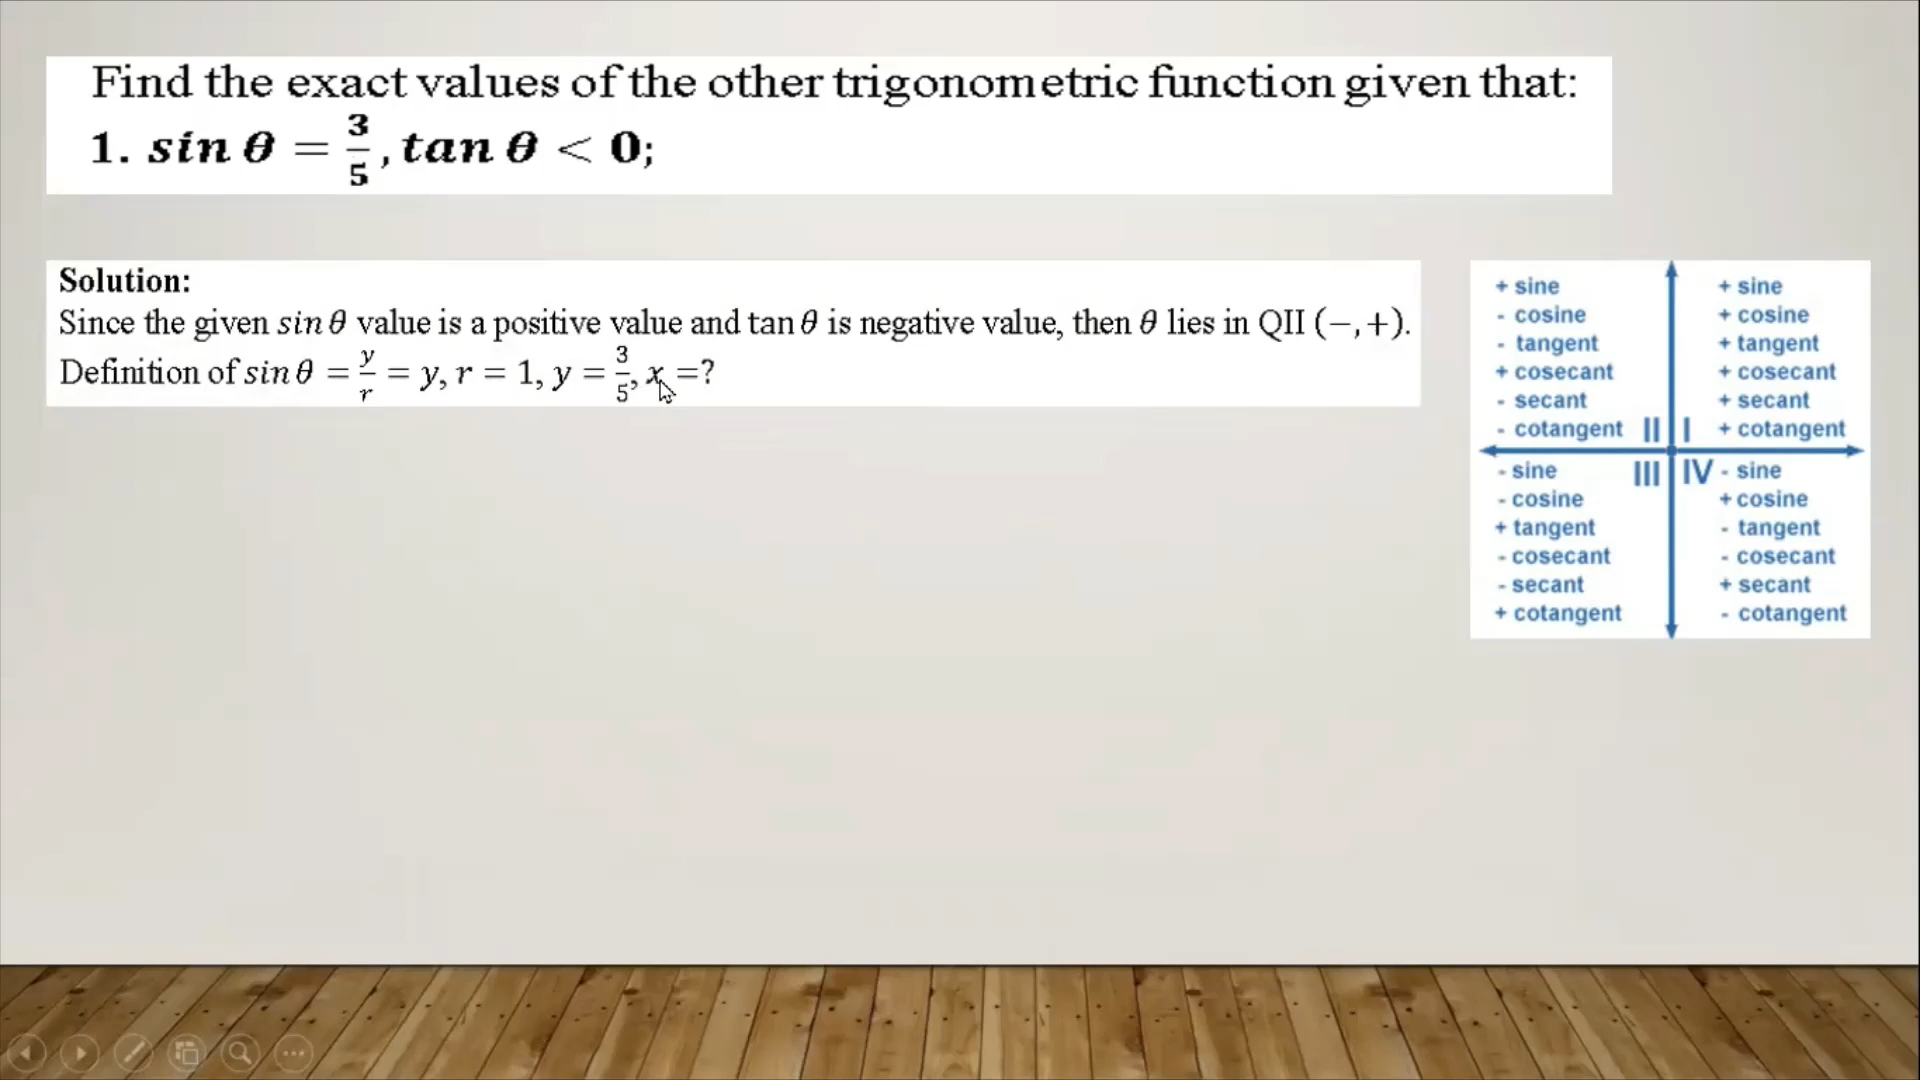 Find the exact values of the other trigonometric function given that:
1. sin θ = 3/5, tan θ < 0;
Solution:
Since the given sin θ value is a positive value and tan θ is negative value, then θ lies in QII (−, +).
Definition of sin θ = y/r = y, r = 1, y = 3/5, x =?
+ sine
- cosine
- tangent
+ cosecant
- secant
- cotangent
II
I
+ sine
+ cosine
+ tangent
+ cosecant
+ secant
+ cotangent
- sine
- cosine
+ tangent
- cosecant
- secant
+ cotangent
III
IV
- sine
+ cosine
- tangent
- cosecant
+ secant
- cotangent